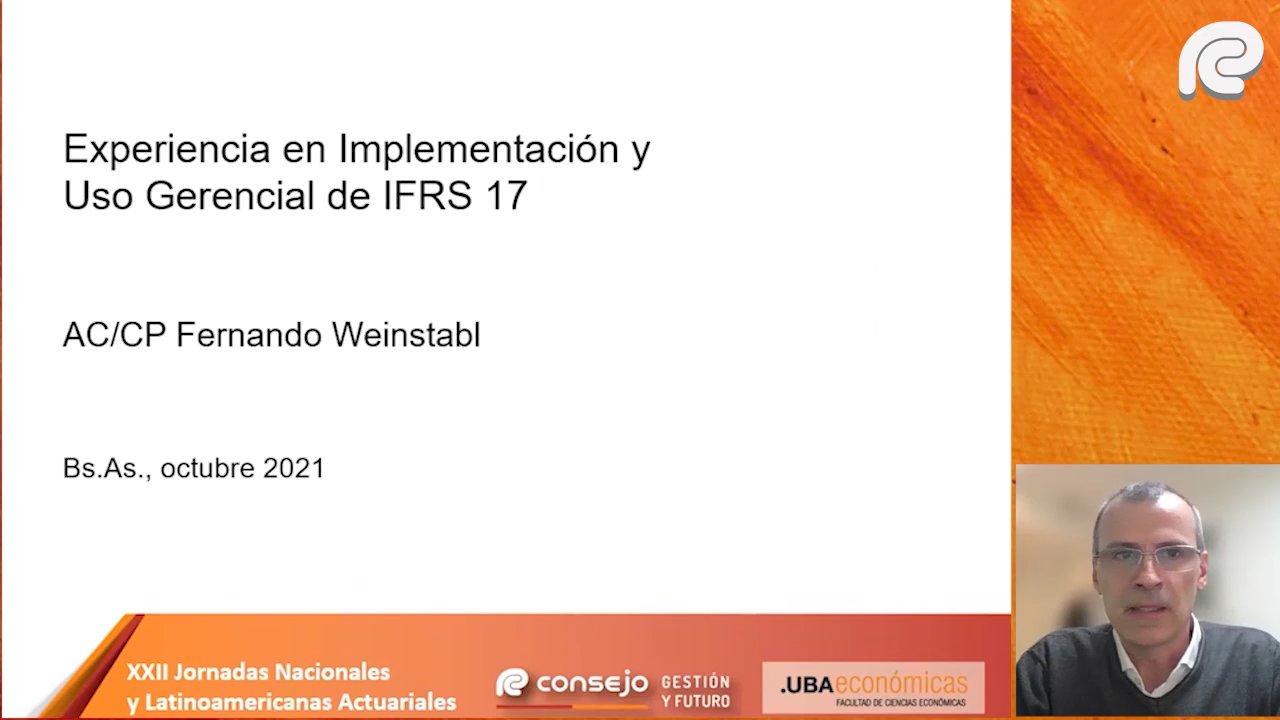 Experiencia en Implementación y
Uso Gerencial de IFRS 17
AC/CP Fernando Weinstabl
Bs.As., octubre 2021
XXII Jornadas Nacionales
y Latinoamericanas Actuariales
consejo
GESTIÓN
Y FUTURO
.UBAeconómicas
FACULTAD DE CIENCIAS ECONÓMICAS